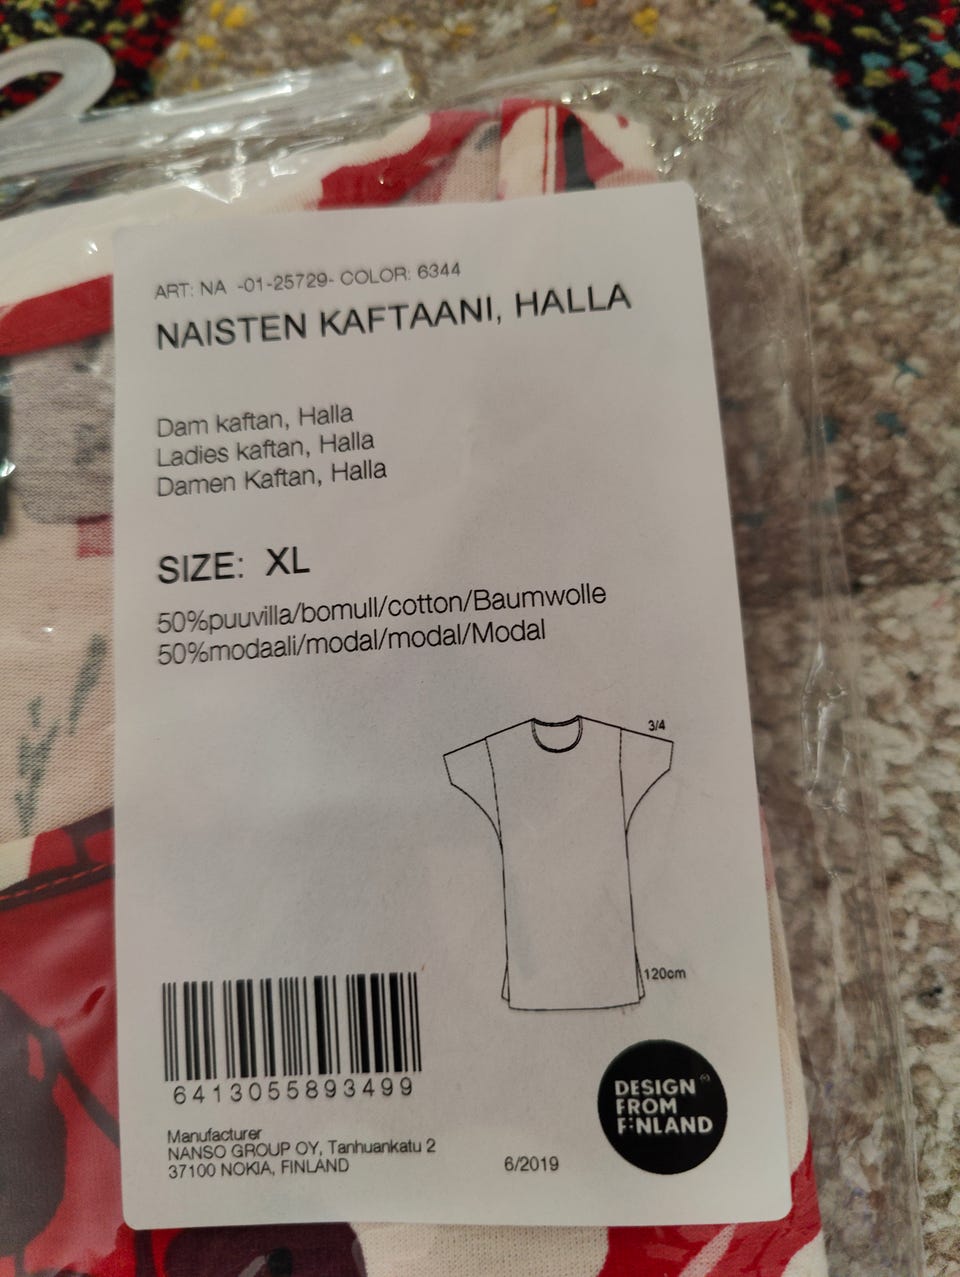 ART: NA -01-25729- COLOR: 6344
NAISTEN KAFTAANI, HALLA
Dam kaftan, Halla
Ladies kaftan, Halla
Damen Kaftan, Halla
SIZE: XL
50%puuvilla/bomull/cotton/Baumwolle
50%modaali/modal/modal/Modal
3/4
120cm
6413055893499
DESIGN
FROM
FINLAND
Manufacturer
NANSO GROUP OY, Tanhuankatu 2
37100 NOKIA, FINLAND
6/2019